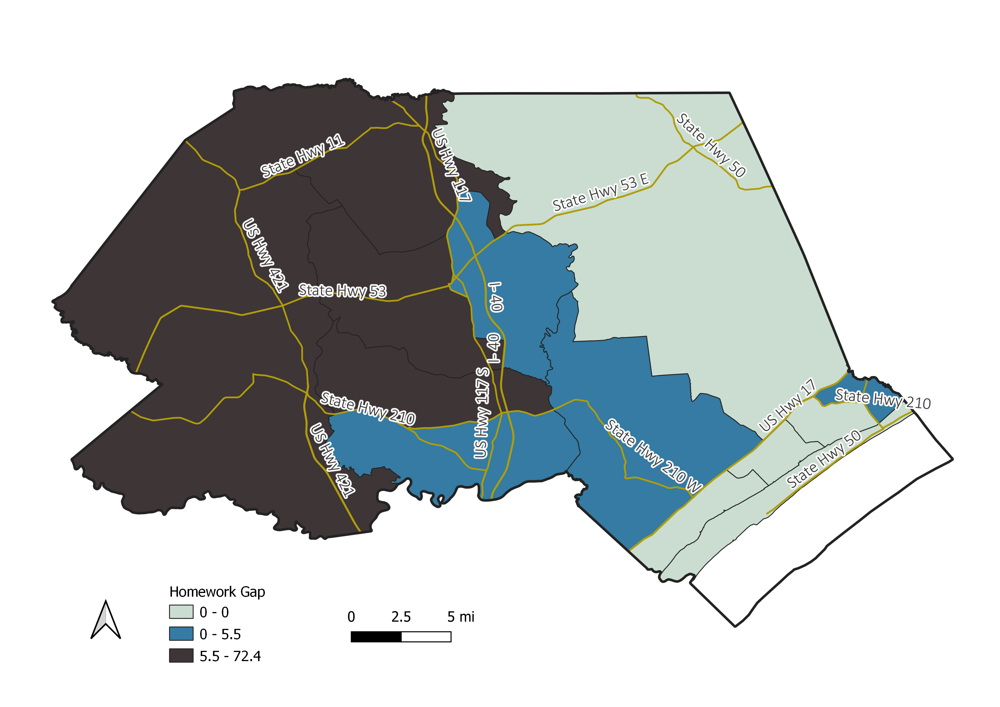 State Hwy 11
US Hwy 117
State Hwy 50
State Hwy 53 E
US Hwy 421
State Hwy 53
I- 40
I- 40
US Hwy 117 S
State Hwy 210
US Hwy 17
State Hwy 210
State Hwy 210 W
US Hwy 421
State Hwy 50
Homework Gap
0 - 0
0 - 5.5
5.5 - 72.4
0 2.5 5 mi